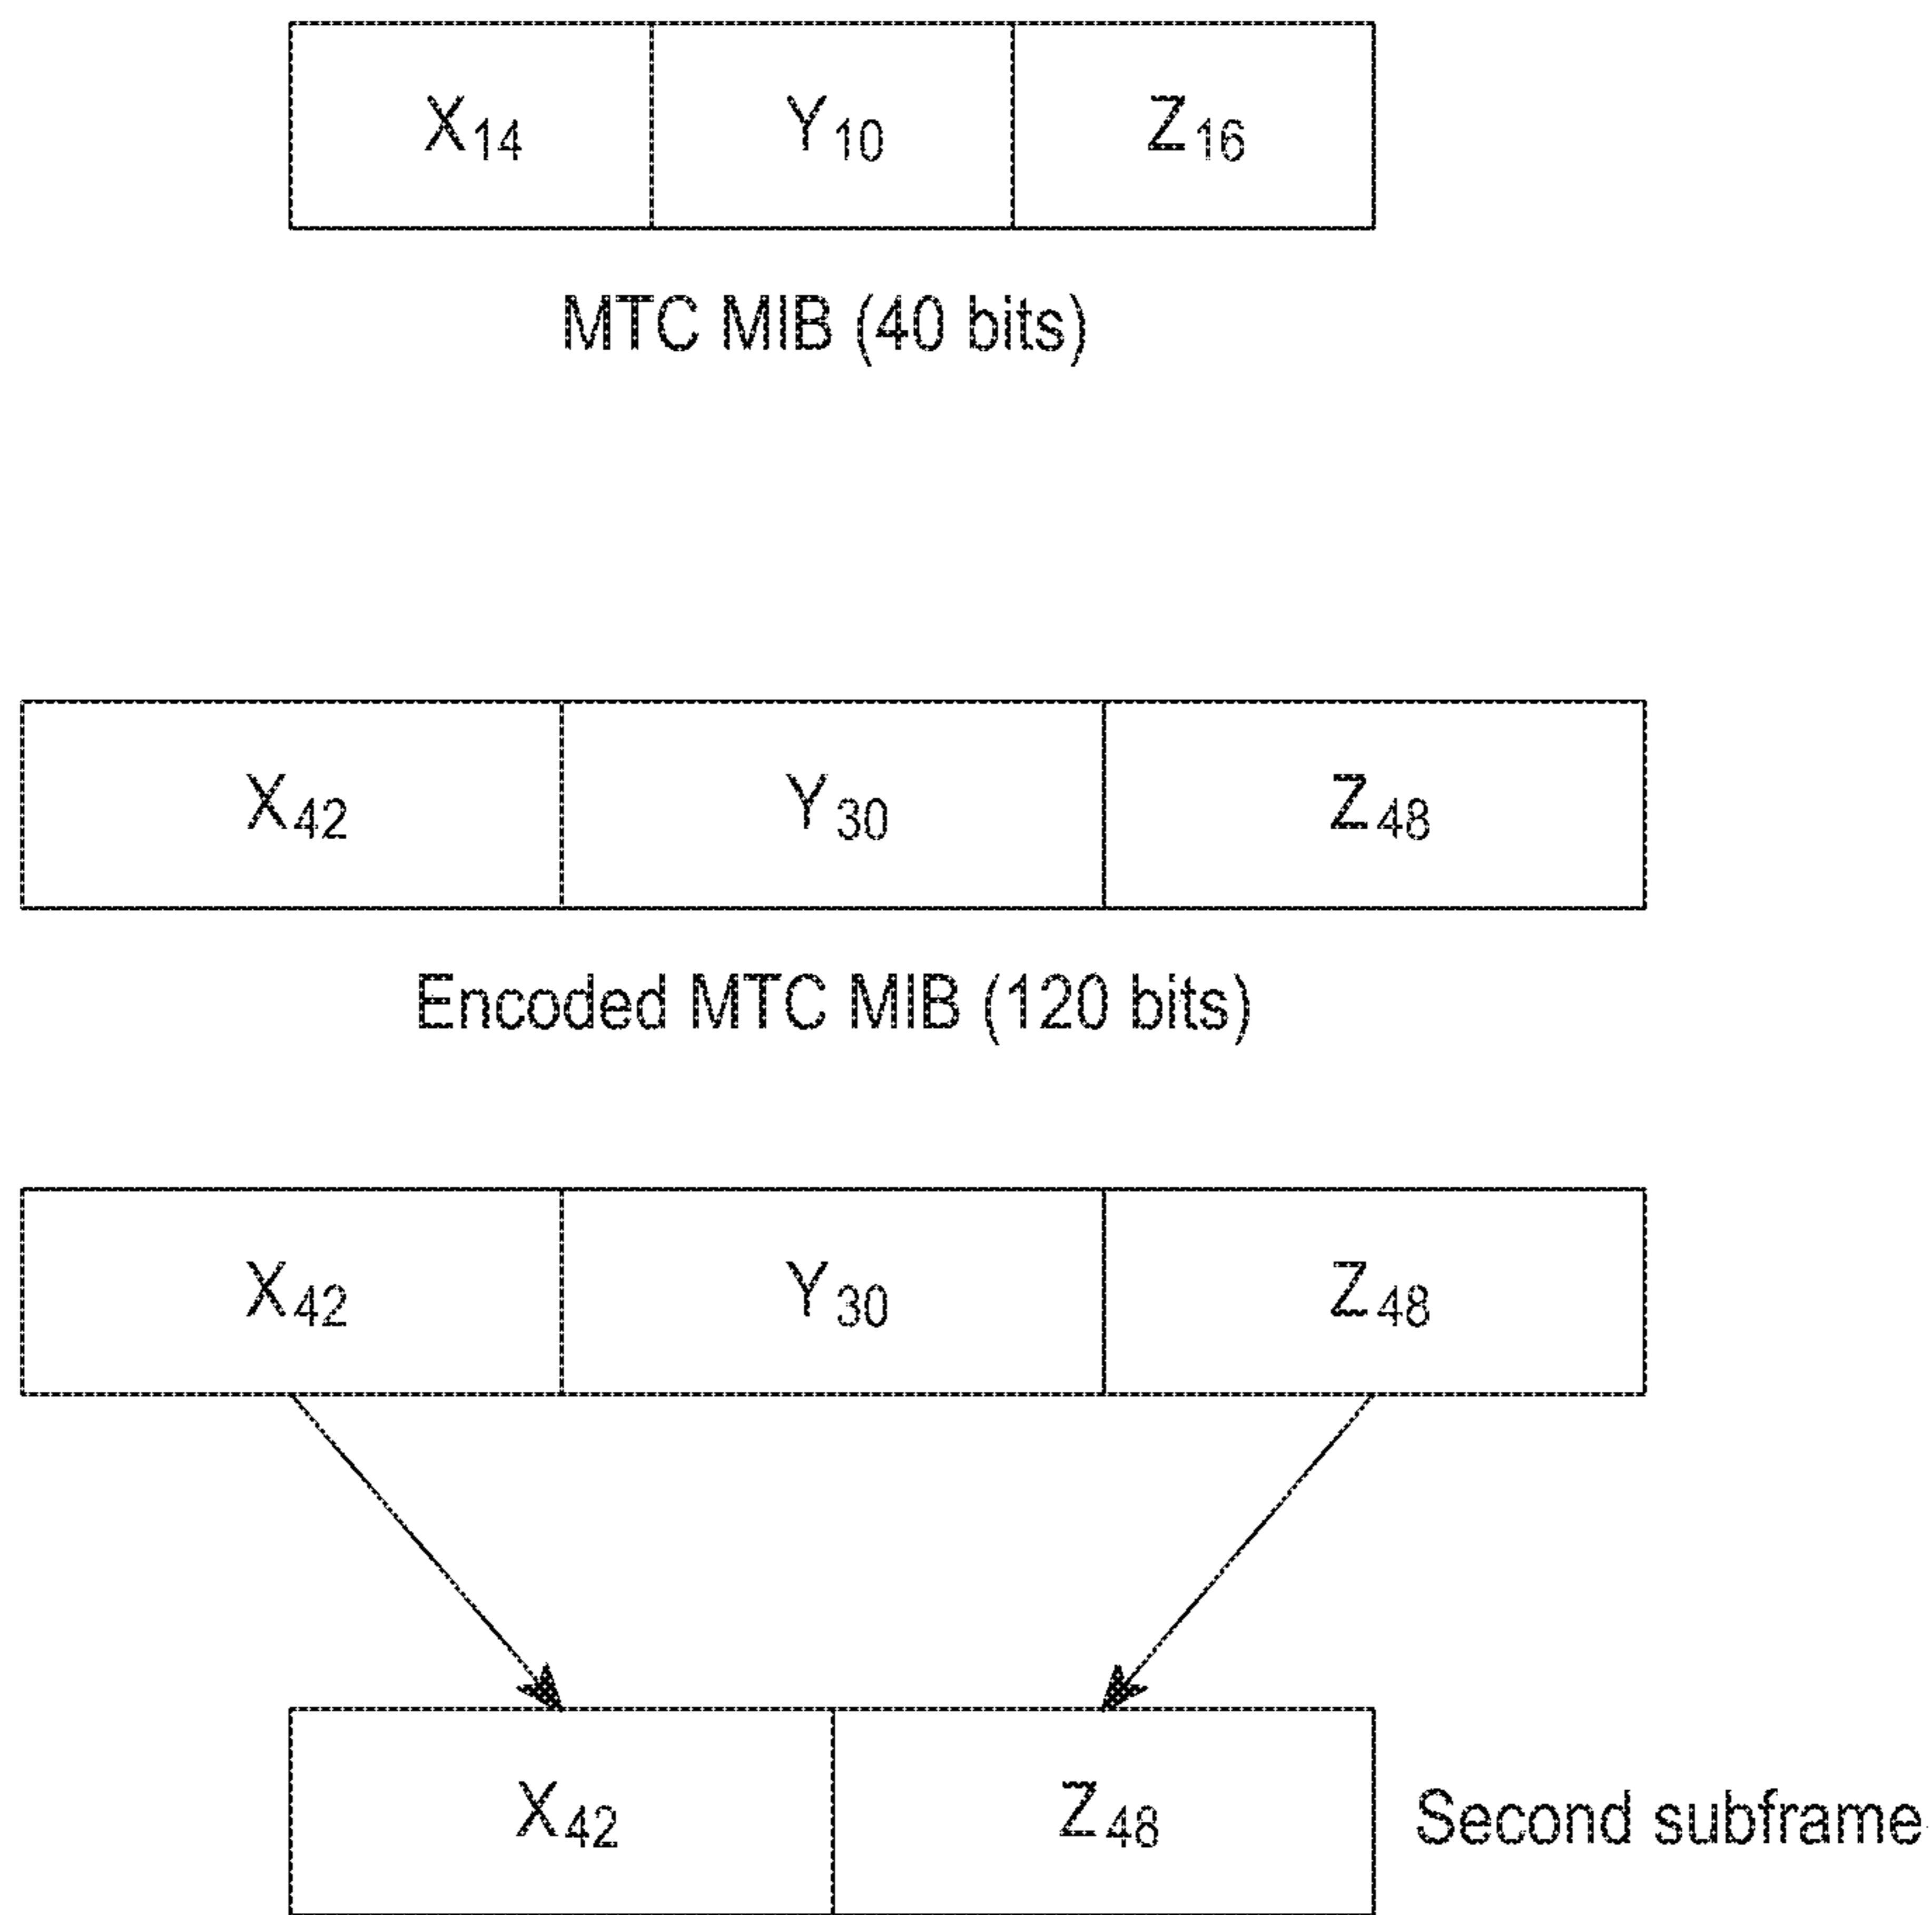 X14 Y10 Z16
MTC MIB (40 bits)
X42 Y30 Z48
Encoded MTC MIB (120 bits)
X42 Y30 Z48
X42 Z48 Second subframe